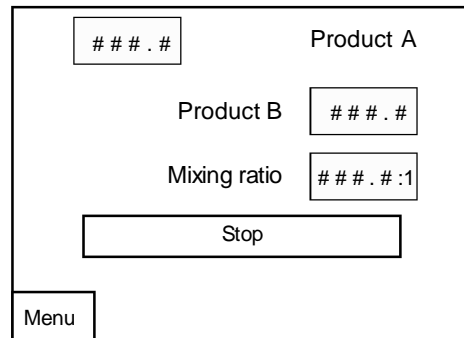 ###.# Product A
Product B ###.#
Mixing ratio ###.#:1
Stop
Menu